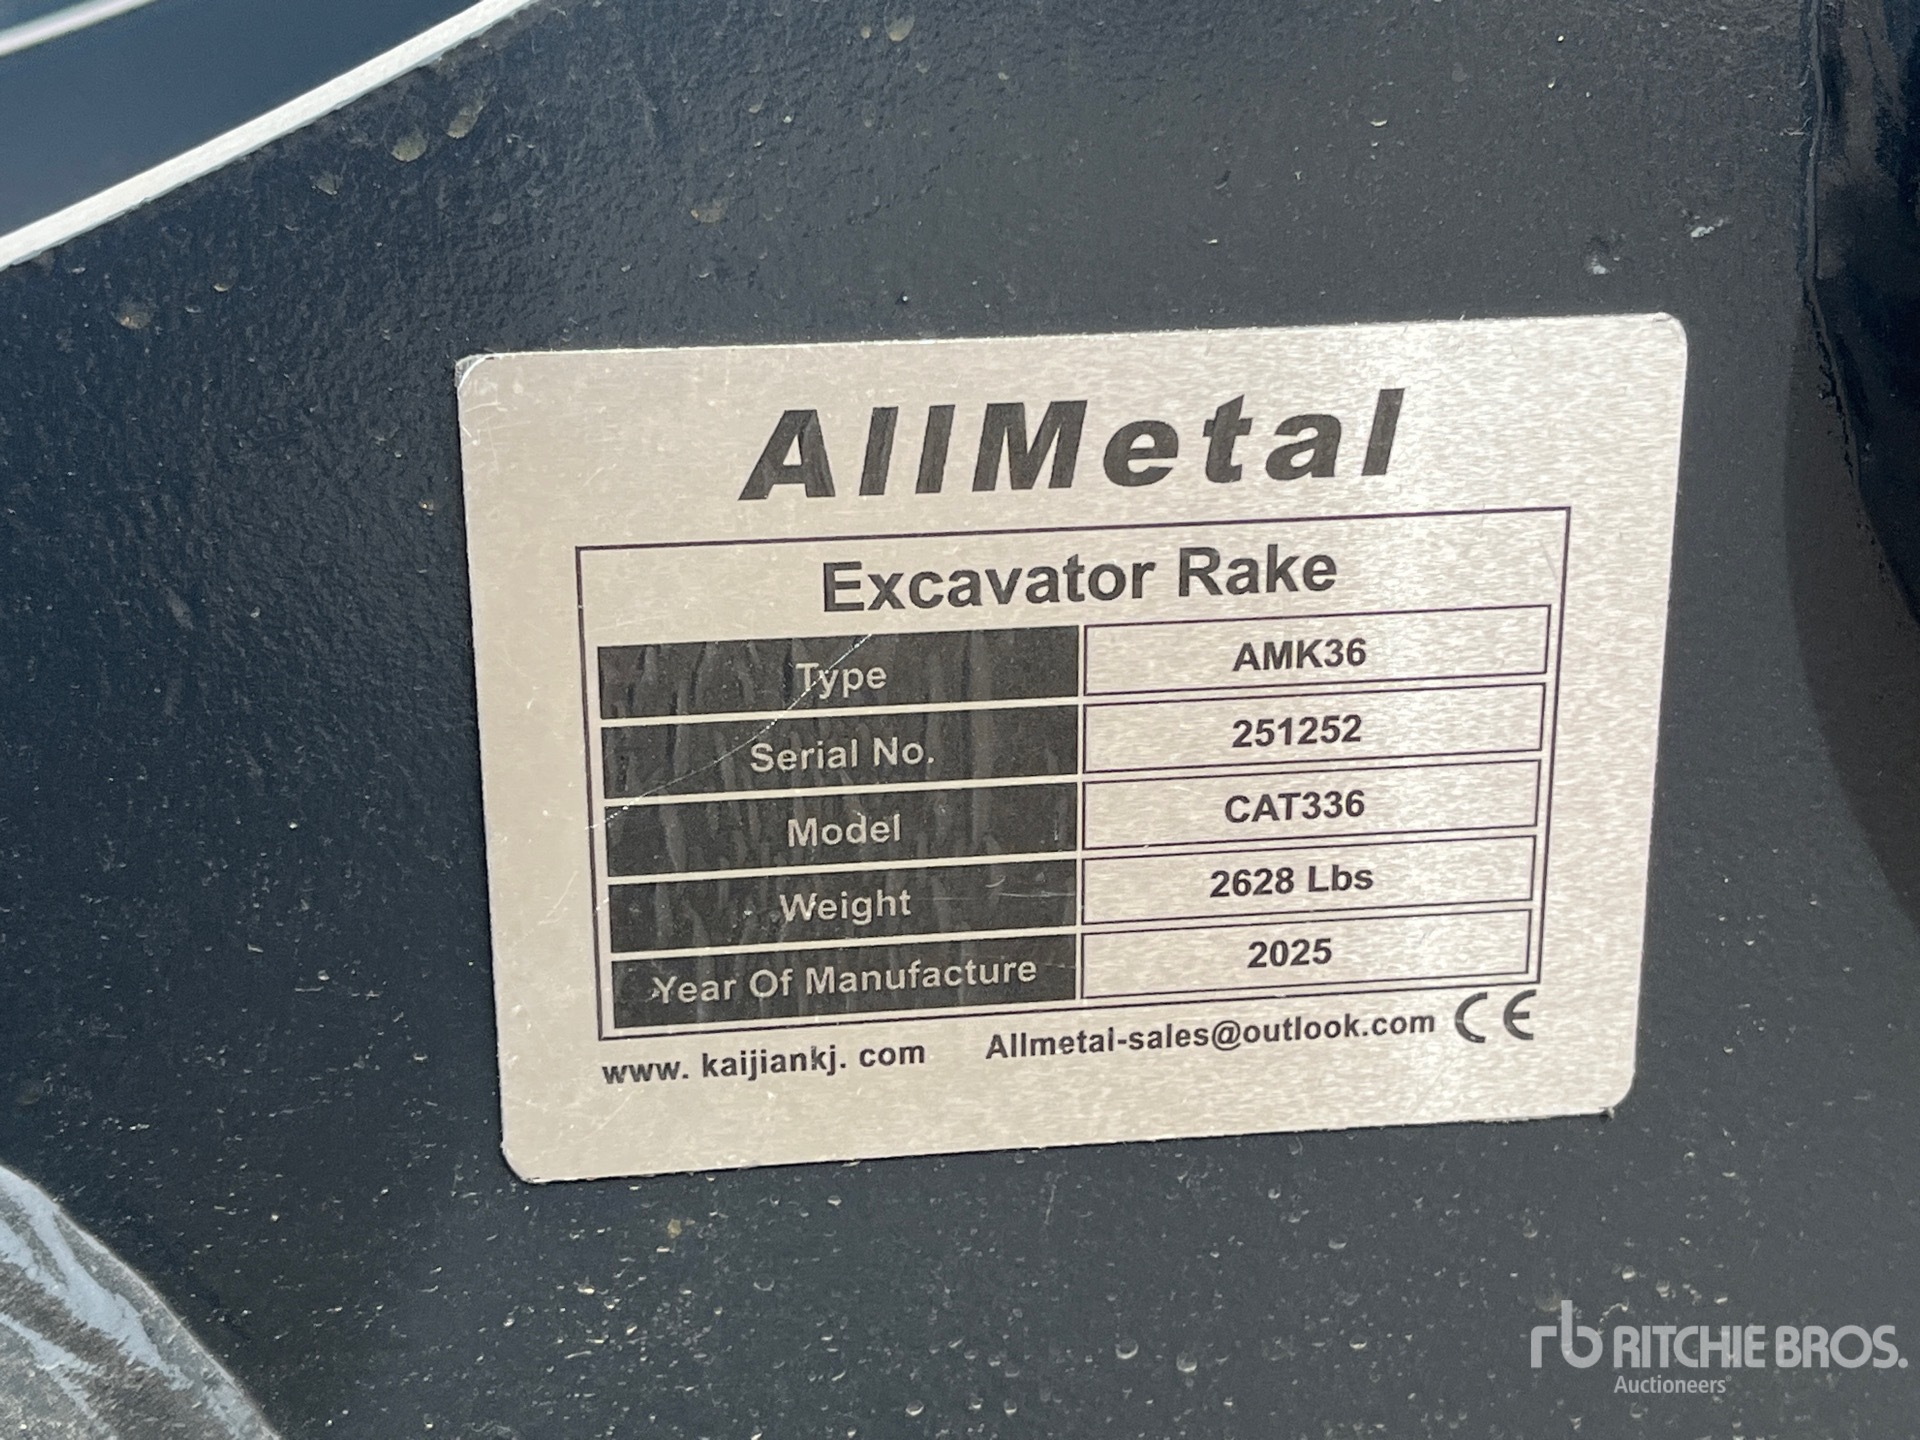 AllMetal
Excavator Rake
Type AMK36
Serial No. 251252
Model CAT336
Weight 2628 Lbs
Year Of Manufacture 2025
www. kaijiankj. com Allmetal-sales@outlook.com CE
rb RITCHIE BROS.
Auctioneers